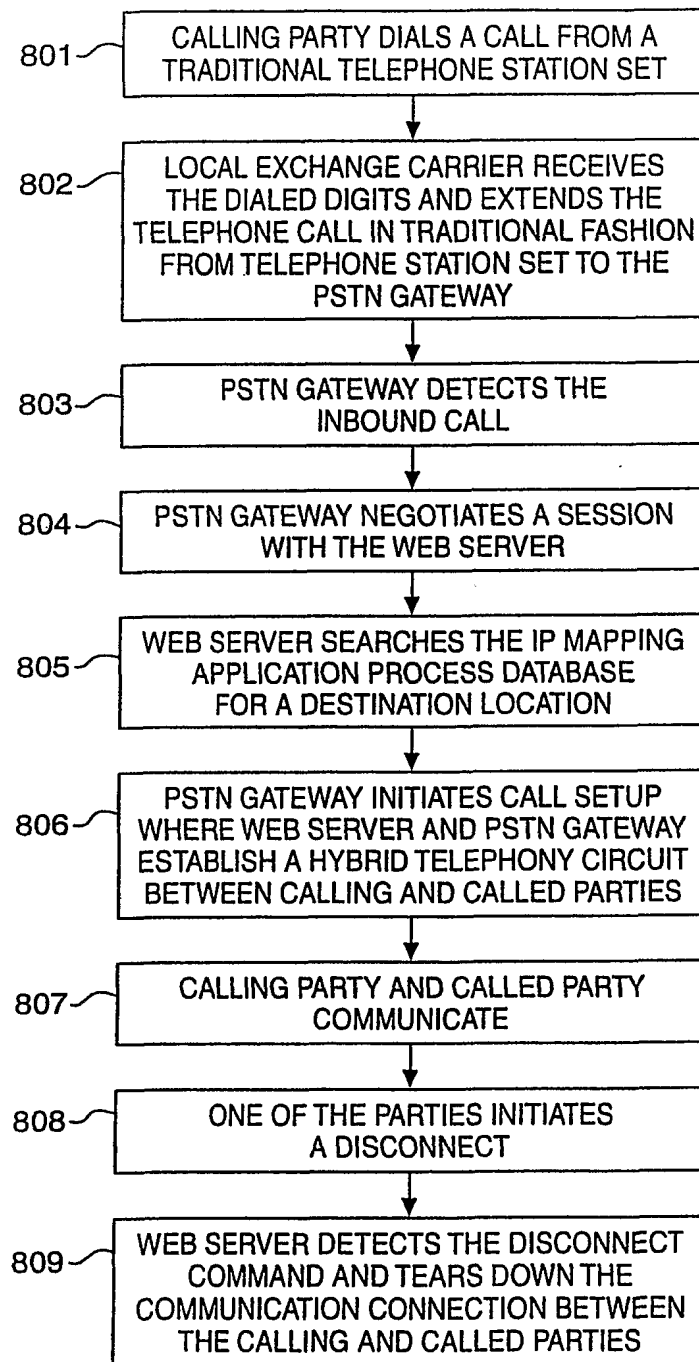 801
CALLING PARTY DIALS A CALL FROM A
TRADITIONAL TELEPHONE STATION SET
802
LOCAL EXCHANGE CARRIER RECEIVES
THE DIALED DIGITS AND EXTENDS THE
TELEPHONE CALL IN TRADITIONAL FASHION
FROM TELEPHONE STATION SET TO THE
PSTN GATEWAY
803
PSTN GATEWAY DETECTS THE
INBOUND CALL
804
PSTN GATEWAY NEGOTIATES A SESSION
WITH THE WEB SERVER
805
WEB SERVER SEARCHES THE IP MAPPING
APPLICATION PROCESS DATABASE
FOR A DESTINATION LOCATION
806
PSTN GATEWAY INITIATES CALL SETUP
WHERE WEB SERVER AND PSTN GATEWAY
ESTABLISH A HYBRID TELEPHONY CIRCUIT
BETWEEN CALLING AND CALLED PARTIES
807
CALLING PARTY AND CALLED PARTY
COMMUNICATE
808
ONE OF THE PARTIES INITIATES
A DISCONNECT
809
WEB SERVER DETECTS THE DISCONNECT
COMMAND AND TEARS DOWN THE
COMMUNICATION CONNECTION BETWEEN
THE CALLING AND CALLED PARTIES